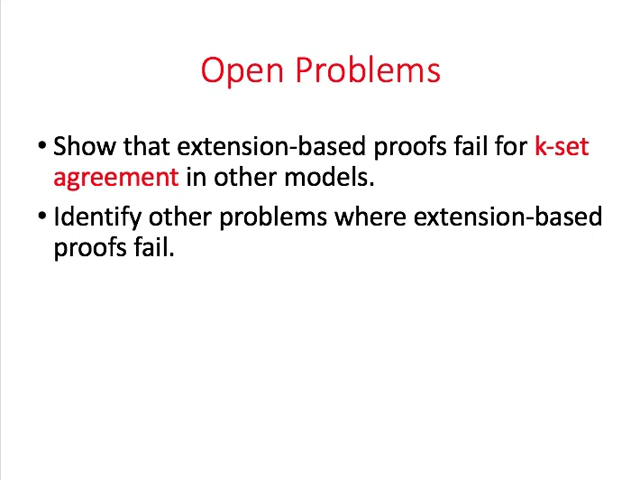 Open Problems
• Show that extension-based proofs fail for k-set
agreement in other models.
• Identify other problems where extension-based
proofs fail.